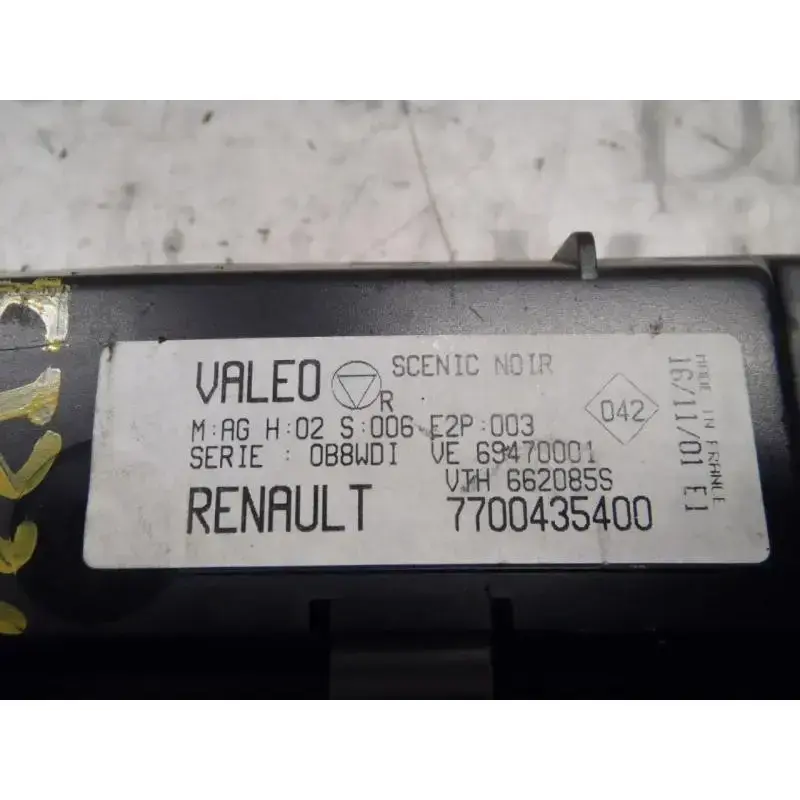 VALEO R SCENIC NOIR
M:AG H:02 S:006 E2P:003
SERIE : 0B8WDI VE 69470001
VTH 662085S
RENAULT 7700435400
042
MADE IN FRANCE
16/11/01 E1